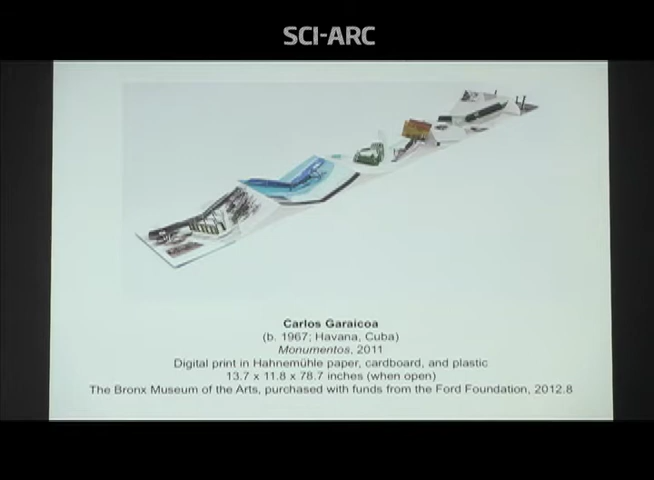 SCI-ARC
Carlos Garaicoa
(b. 1967; Havana, Cuba)
Monumentos, 2011
Digital print in Hahnemühle paper, cardboard, and plastic
13.7 x 11.8 x 78.7 inches (when open)
The Bronx Museum of the Arts, purchased with funds from the Ford Foundation, 2012.8